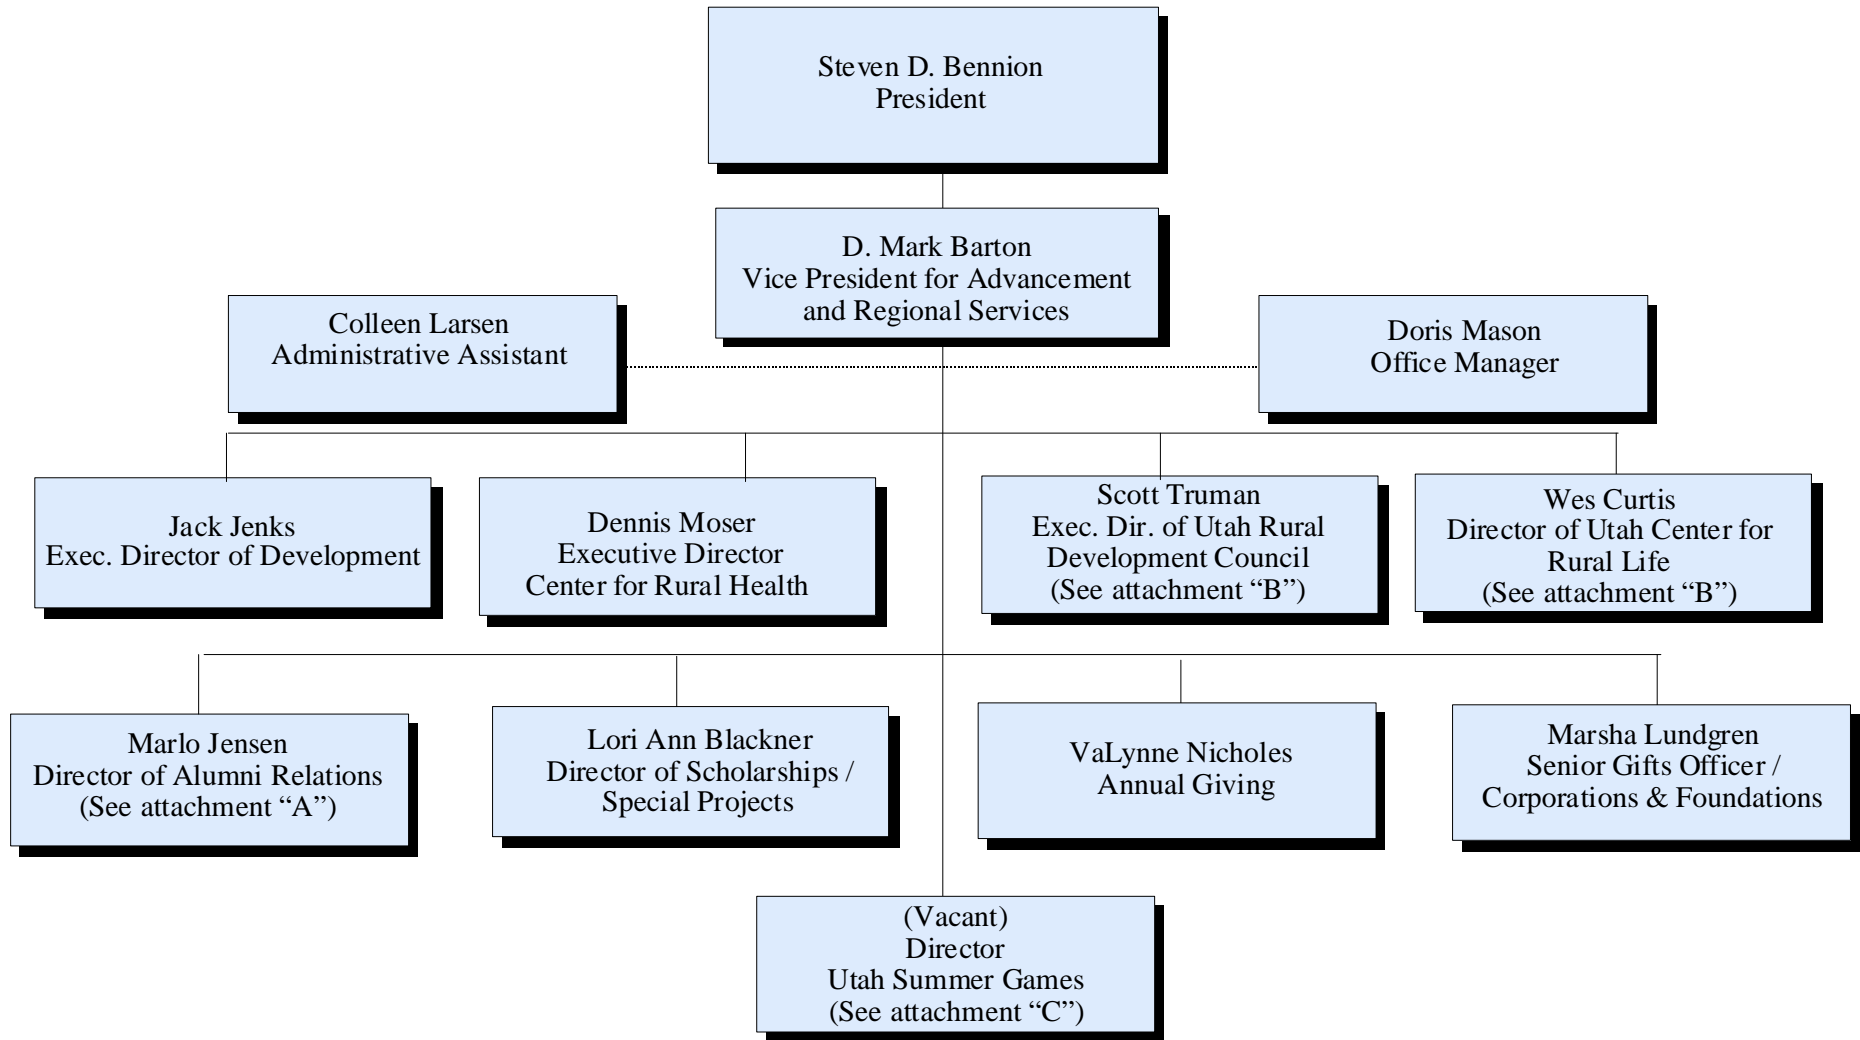 Steven D. Bennion
President
D. Mark Barton
Vice President for Advancement
and Regional Services
Colleen Larsen
Administrative Assistant
Doris Mason
Office Manager
Jack Jenks
Exec. Director of Development
Dennis Moser
Executive Director
Center for Rural Health
Scott Truman
Exec. Dir. of Utah Rural
Development Council
(See attachment “B”)
Wes Curtis
Director of Utah Center for
Rural Life
(See attachment “B”)
Marlo Jensen
Director of Alumni Relations
(See attachment “A”)
Lori Ann Blackner
Director of Scholarships /
Special Projects
VaLynne Nicholes
Annual Giving
Marsha Lundgren
Senior Gifts Officer /
Corporations & Foundations
(Vacant)
Director
Utah Summer Games
(See attachment “C”)